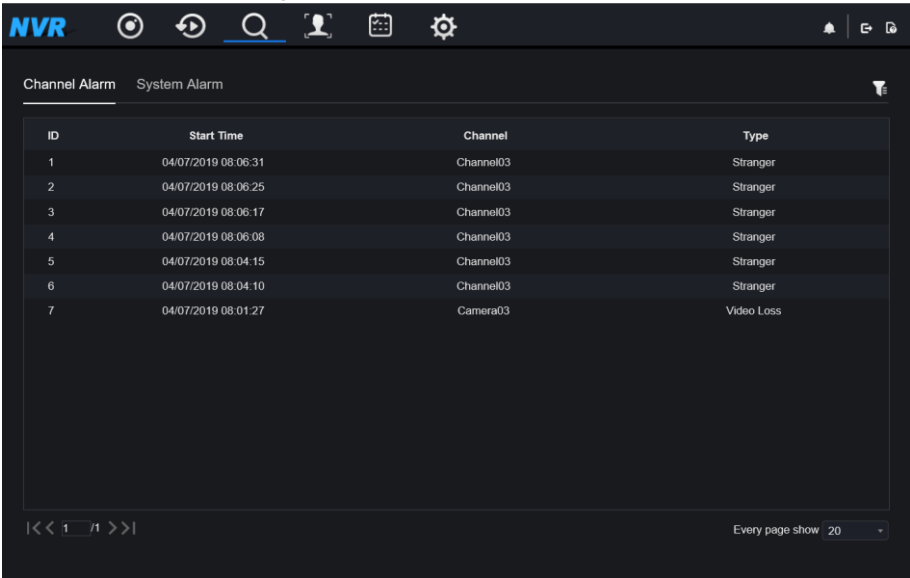 NVR
Channel Alarm System Alarm
ID Start Time Channel Type
1 04/07/2019 08:06:31 Channel03 Stranger
2 04/07/2019 08:06:25 Channel03 Stranger
3 04/07/2019 08:06:17 Channel03 Stranger
4 04/07/2019 08:06:08 Channel03 Stranger
5 04/07/2019 08:04:15 Channel03 Stranger
6 04/07/2019 08:04:10 Channel03 Stranger
7 04/07/2019 08:01:27 Camera03 Video Loss
1 /1 Every page show 20